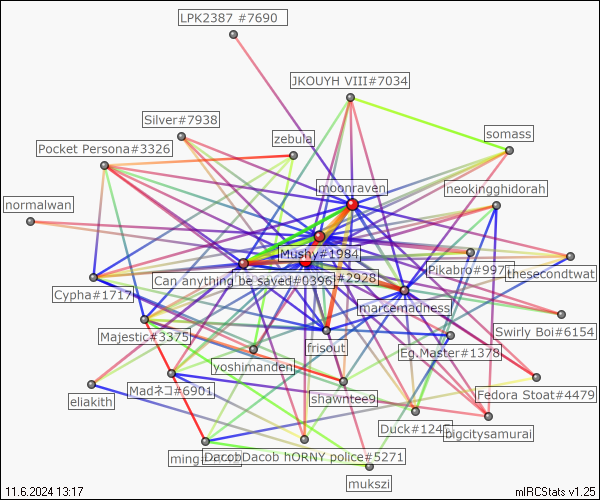 LPK2387 #7690
JKOUYH VIII#7034
Silver#7938
somass
zebula
Pocket Persona#3326
moonraven
neokingghidorah
normalwan
Mushy#1984
Pikabro#997
thesecondtwat
Can anything be saved#0396
#2928
Cypha#1717
marcemadness
Swirly Boi#6154
Majestic#3375
frisout
Eg.Master#1378
yoshimanden
Madネコ#6901
Fedora Stoat#4479
eliakith
shawntee9
Duck#124
bigcitysamurai
DacobDacob hORNY police#5271
mukszi
11.6.2024 13:17
mIRCStats v1.25